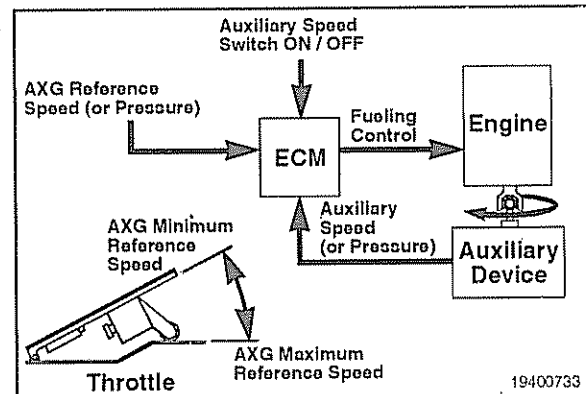 Auxiliary Speed
Switch ON / OFF
AXG Reference
Speed (or Pressure)
ECM
Fueling
Control
Engine
Auxiliary
Speed
(or Pressure)
Auxiliary
Device
AXG Minimum
Reference
Speed
AXG Maximum
Reference Speed
Throttle
19400733